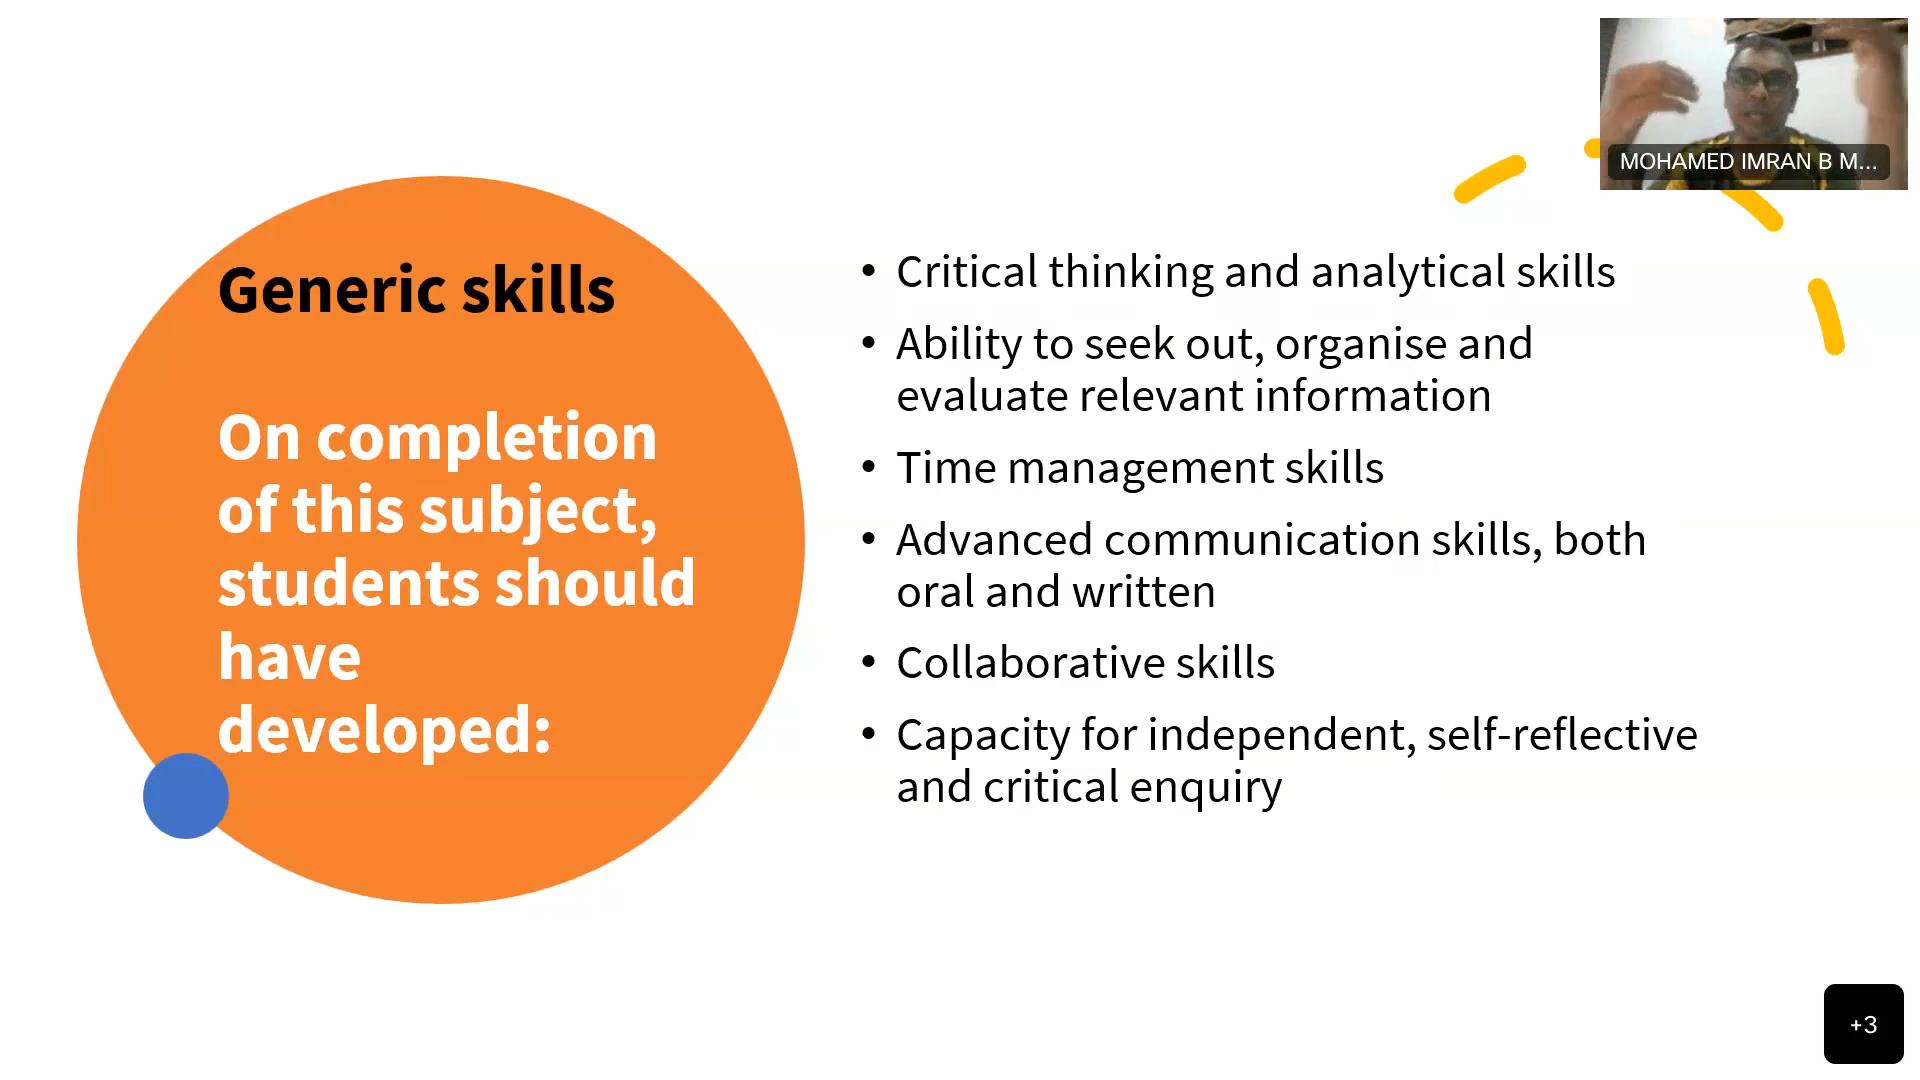 Generic skills
On completion
of this subject,
students should
have
developed:
• Critical thinking and analytical skills
• Ability to seek out, organise and
evaluate relevant information
• Time management skills
• Advanced communication skills, both
oral and written
• Collaborative skills
• Capacity for independent, self-reflective
and critical enquiry
MOHAMED IMRAN B M...
+3